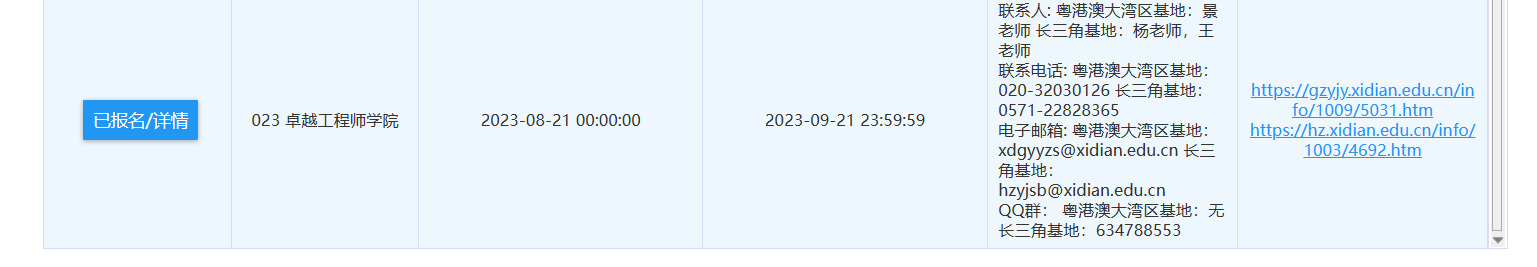 已报名/详情
023 卓越工程师学院
2023-08-21 00:00:00
2023-09-21 23:59:59
联系人: 粤港澳大湾区基地：景
老师 长三角基地：杨老师，王
老师
联系电话: 粤港澳大湾区基地：
020-32030126 长三角基地：
0571-22828365
电子邮箱: 粤港澳大湾区基地：
xdgyyzs@xidian.edu.cn 长三
角基地：
hzyjsb@xidian.edu.cn
QQ群： 粤港澳大湾区基地：无
长三角基地：634788553
https://gzyjy.xidian.edu.cn/in
fo/1009/5031.htm
https://hz.xidian.edu.cn/info/
1003/4692.htm